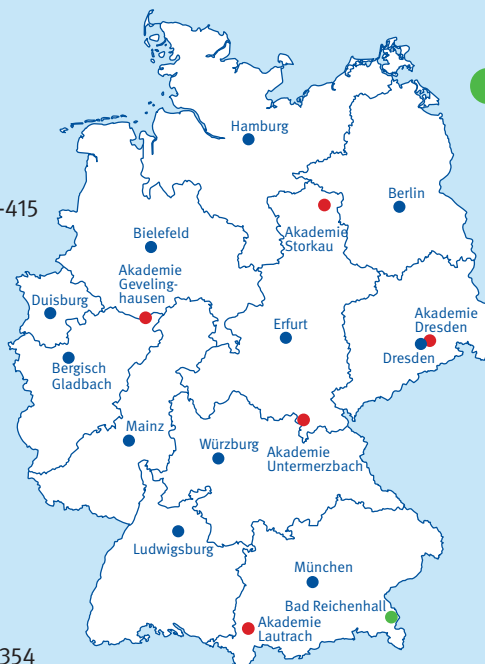 Hamburg
-415
Berlin
Akademie
Storkau
Bielefeld
Akademie
Geveling-
hausen
Duisburg
Erfurt
Akademie
Dresden
Dresden
Bergisch
Gladbach
Mainz
Würzburg
Akademie
Untermerzbach
Ludwigsburg
München
Bad Reichenhall
Akademie
Lautrach
354